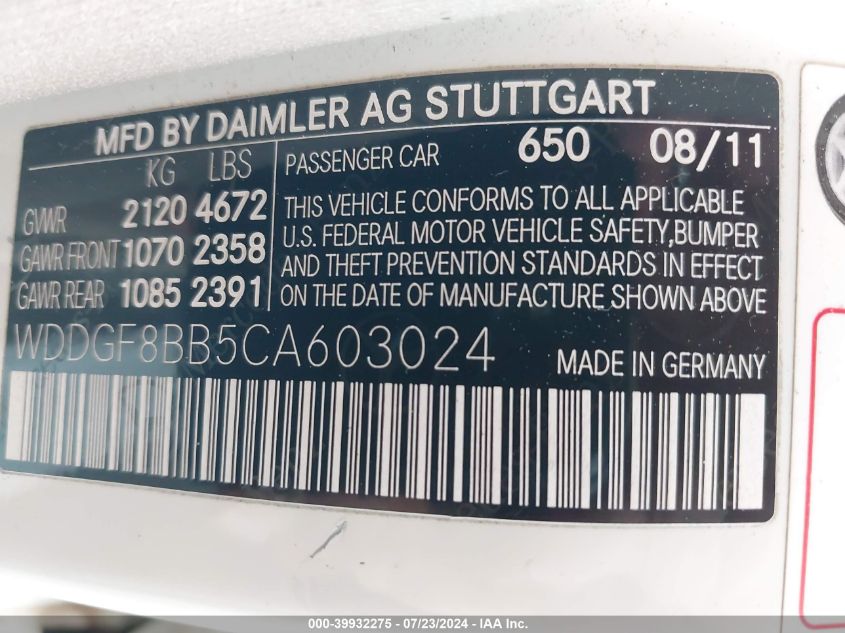 MFD BY DAIMLER AG STUTTGART
KG LBS
GVWR 2120 4672
GAWR FRONT 1070 2358
GAWR REAR 1085 2391
PASSENGER CAR 650 08/11
THIS VEHICLE CONFORMS TO ALL APPLICABLE
U.S. FEDERAL MOTOR VEHICLE SAFETY,BUMPER
AND THEFT PREVENTION STANDARDS IN EFFECT
ON THE DATE OF MANUFACTURE SHOWN ABOVE
WDDGF8BB5CA603024
MADE IN GERMANY
000-39932275 - 07/23/2024 - IAA Inc.